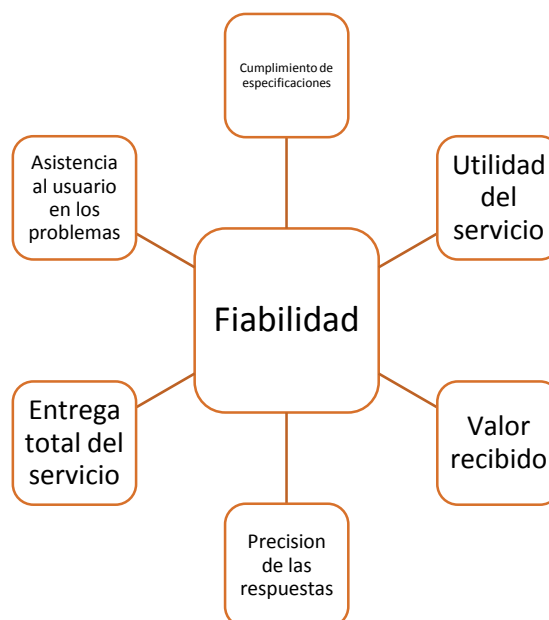 Cumplimiento de
especificaciones
Asistencia
al usuario
en los
problemas
Utilidad
del
servicio
Fiabilidad
Entrega
total del
servicio
Valor
recibido
Precision
de las
respuestas